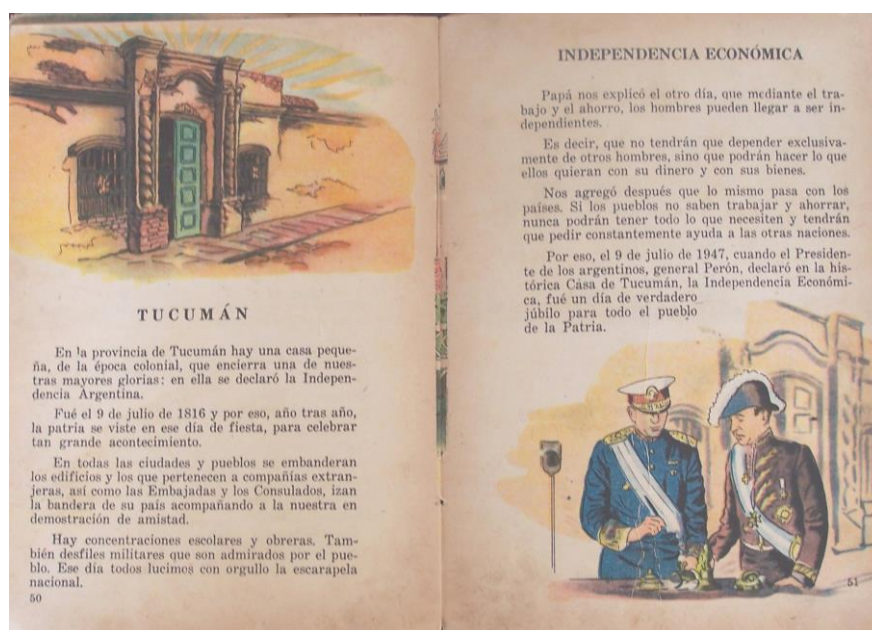 TUCUMÁN
En la provincia de Tucumán hay una casa peque-
ña, de la época colonial, que encierra una de nues-
tras mayores glorias: en ella se declaró la Indepen-
dencia Argentina.
Fué el 9 de julio de 1816 y por eso, año tras año,
la patria se viste en ese día de fiesta, para celebrar
tan grande acontecimiento.
En todas las ciudades y pueblos se embanderan
los edificios y los que pertenecen a compañías extran-
jeras, así como las Embajadas y los Consulados, izan
la bandera de su país acompañando a la nuestra en
demostración de amistad.
Hay concentraciones escolares y obreras. Tam-
bién desfiles militares que son admirados por el pue-
blo. Ese día todos lucimos con orgullo la escarapela
nacional.
50
INDEPENDENCIA ECONÓMICA
Papá nos explicó el otro día, que mediante el tra-
bajo y el ahorro, los hombres pueden llegar a ser in-
dependientes.
Es decir, que no tendrán que depender exclusiva-
mente de otros hombres, sino que podrán hacer lo que
ellos quieran con su dinero y con sus bienes.
Nos agregó después que lo mismo pasa con los
países. Si los pueblos no saben trabajar y ahorrar,
nunca podrán tener todo lo que necesiten y tendrán
que pedir constantemente ayuda a las otras naciones.
Por eso, el 9 de julio de 1947, cuando el Presiden-
te de los argentinos, general Perón, declaró en la his-
tórica Casa de Tucumán, la Independencia Económi-
ca, fué un día de verdadero
júbilo para todo el pueblo
de la Patria.
51